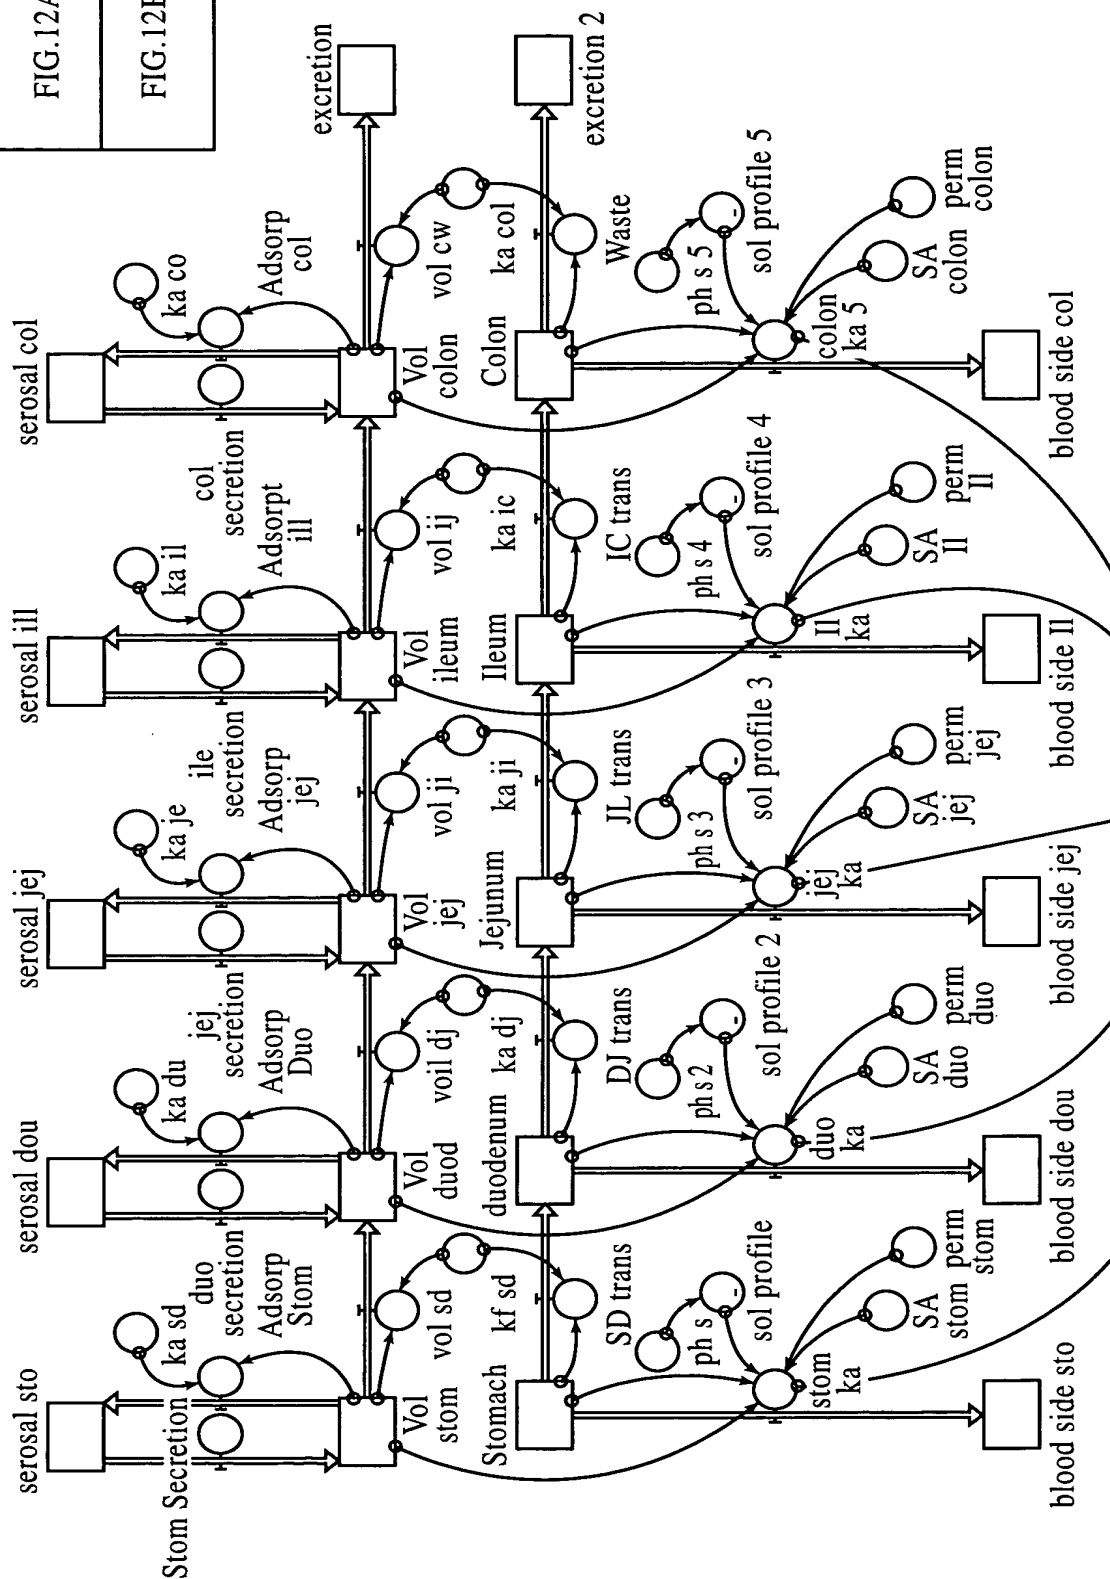 FIG.12A
FIG.12B
serosal sto
serosal dou
serosal jej
serosal ill
serosal col
Stom Secretion
ka sd
duo
secretion
Adsorp
Stom
ka du
jej
secretion
Adsorp
Duo
ka je
ile
secretion
Adsorp
jej
ka il
col
secretion
Adsorpt
ill
ka co
Adsorp
col
excretion
Vol
stom
vol sd
Vol
duod
voil dj
Vol
jej
vol ji
Vol
ileum
vol ij
Vol
colon
vol cw
Stomach
kf sd
duodenum
ka dj
Jejunum
ka ji
Ileum
ka ic
Colon
ka col
excretion 2
SD trans
DJ trans
JL trans
IC trans
Waste
ph s
sol profile
ph s2
sol profile 2
ph s 3
sol profile 3
ph s 4
sol profile 4
ph s 5
sol profile 5
stom
ka
duo
ka
jej
ka
Il
ka
colon
ka 5
SA
stom
perm
stom
SA
duo
perm
duo
SA
jej
perm
jej
SA
Il
perm
Il
SA
colon
perm
colon
blood side sto
blood side dou
blood side jej
blood side Il
blood side col